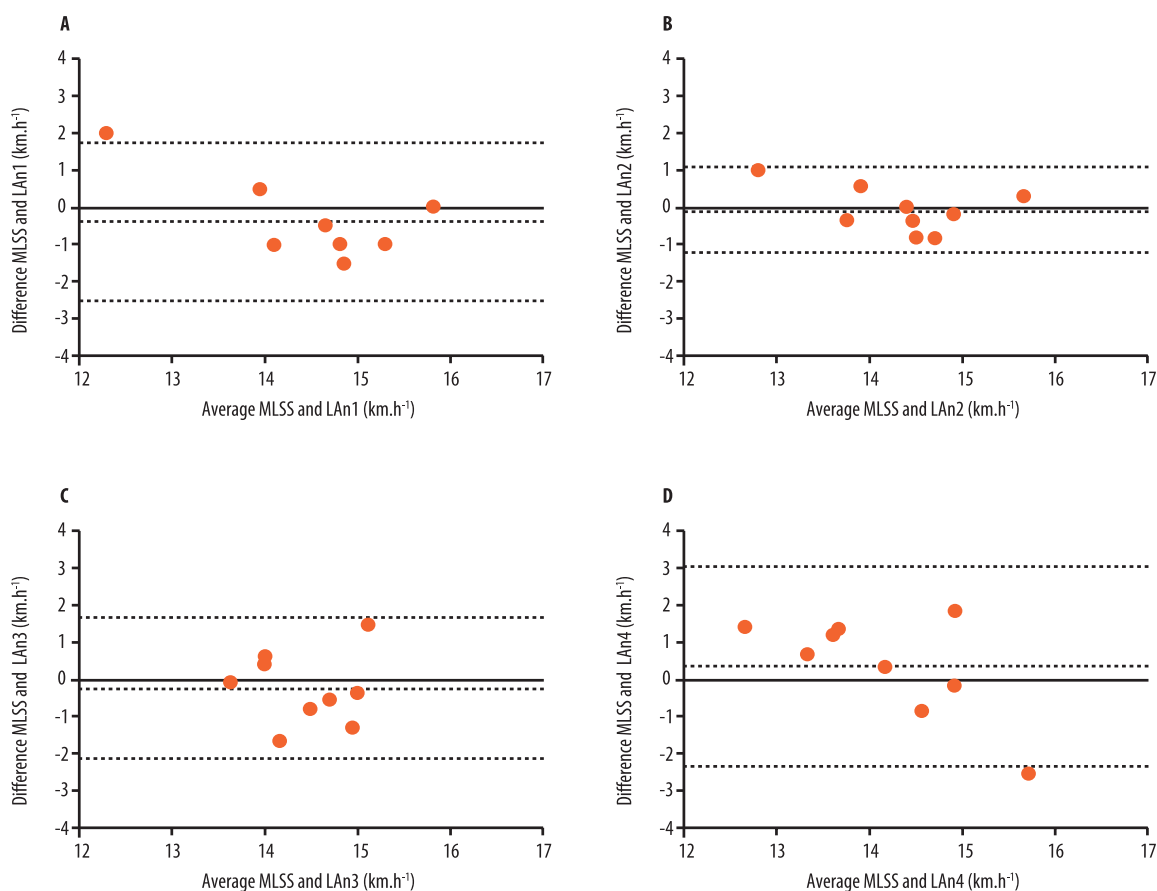 A
Difference MLSS and LAn1 (km.h⁻¹)
4
3
2
1
0
-1
-2
-3
-4
12 13 14 15 16 17
Average MLSS and LAn1 (km.h⁻¹)
B
Difference MLSS and LAn2 (km.h⁻¹)
4
3
2
1
0
-1
-2
-3
-4
12 13 14 15 16 17
Average MLSS and LAn2 (km.h⁻¹)
C
Difference MLSS and LAn3 (km.h⁻¹)
4
3
2
1
0
-1
-2
-3
-4
12 13 14 15 16 17
Average MLSS and LAn3 (km.h⁻¹)
D
Difference MLSS and LAn4 (km.h⁻¹)
4
3
2
1
0
-1
-2
-3
-4
12 13 14 15 16 17
Average MLSS and LAn4 (km.h⁻¹)